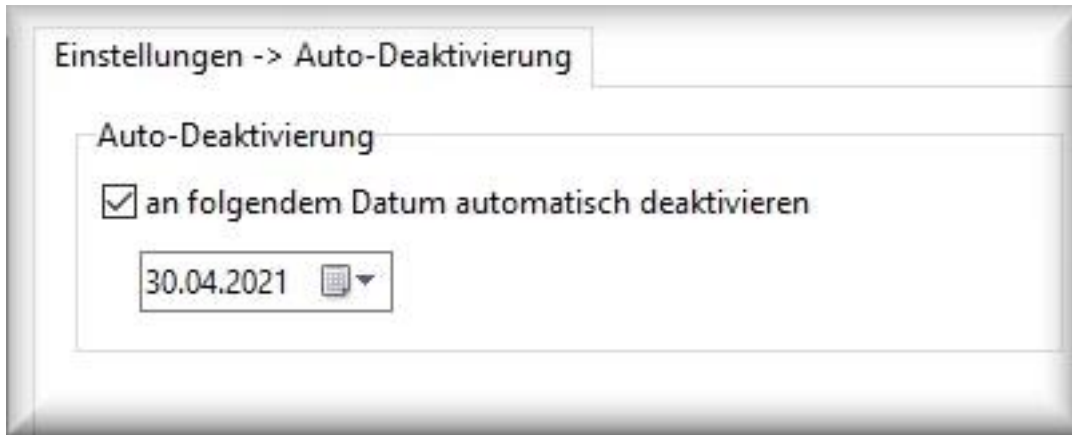 Einstellungen -> Auto-Deaktivierung
Auto-Deaktivierung
an folgendem Datum automatisch deaktivieren
30.04.2021